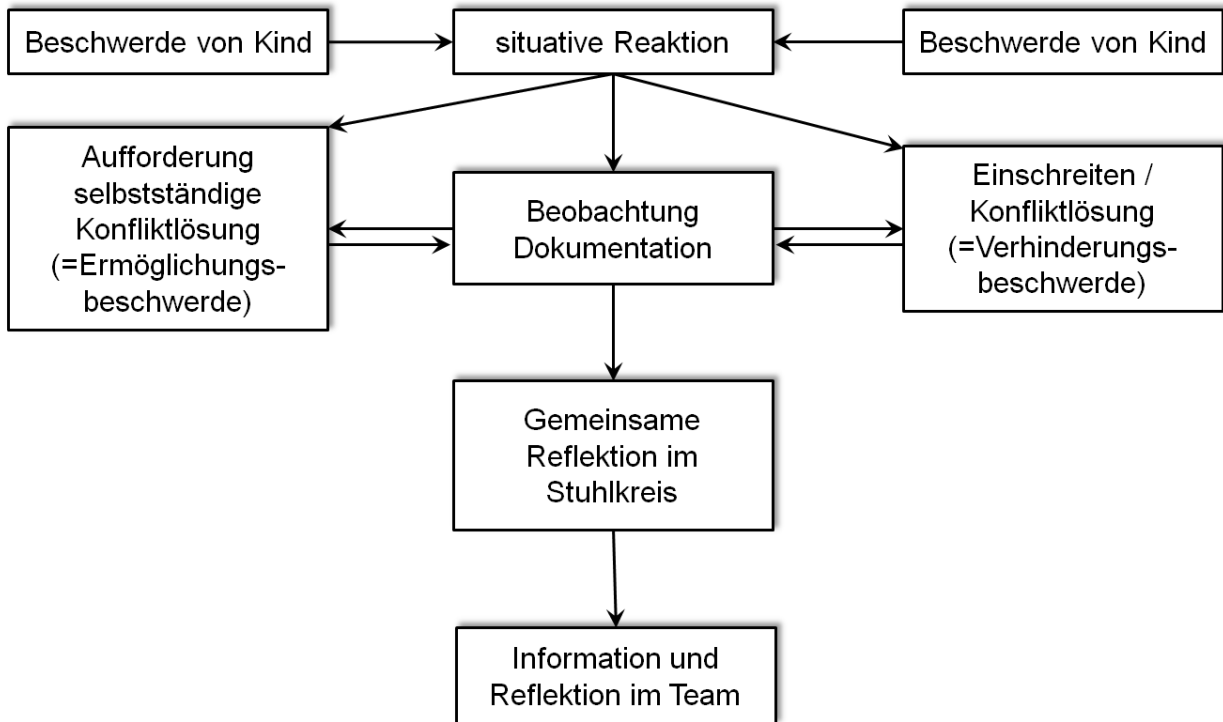 Beschwerde von Kind
situative Reaktion
Beschwerde von Kind
Aufforderung
selbstständige
Konfliktlösung
(=Ermöglichungs-
beschwerde)
Beobachtung
Dokumentation
Einschreiten /
Konfliktlösung
(=Verhinderungs-
beschwerde)
Gemeinsame
Reflektion im
Stuhlkreis
Information und
Reflektion im Team